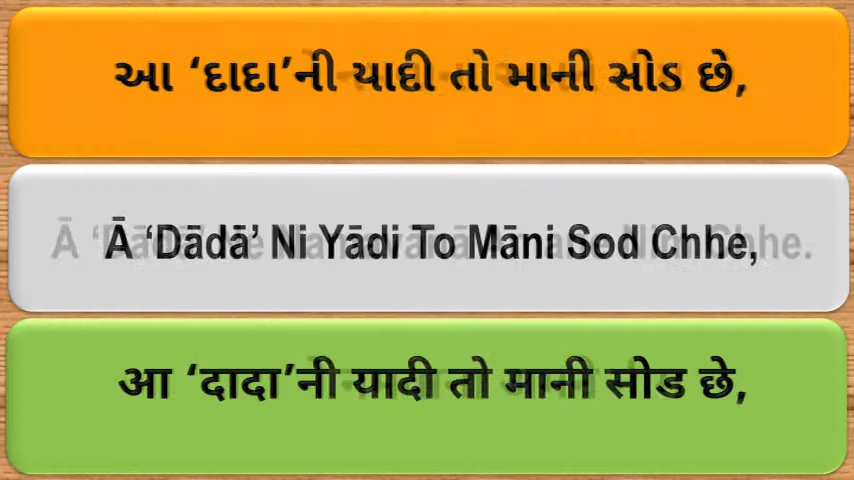 આ ‘દાદા’ની યાદી તો માની સોડ છે,
Ā ‘Dādā’ Ni Yādi To Māni Sod Chhe,
आ ‘दादा’नी यादी तो मानी सोड छे,